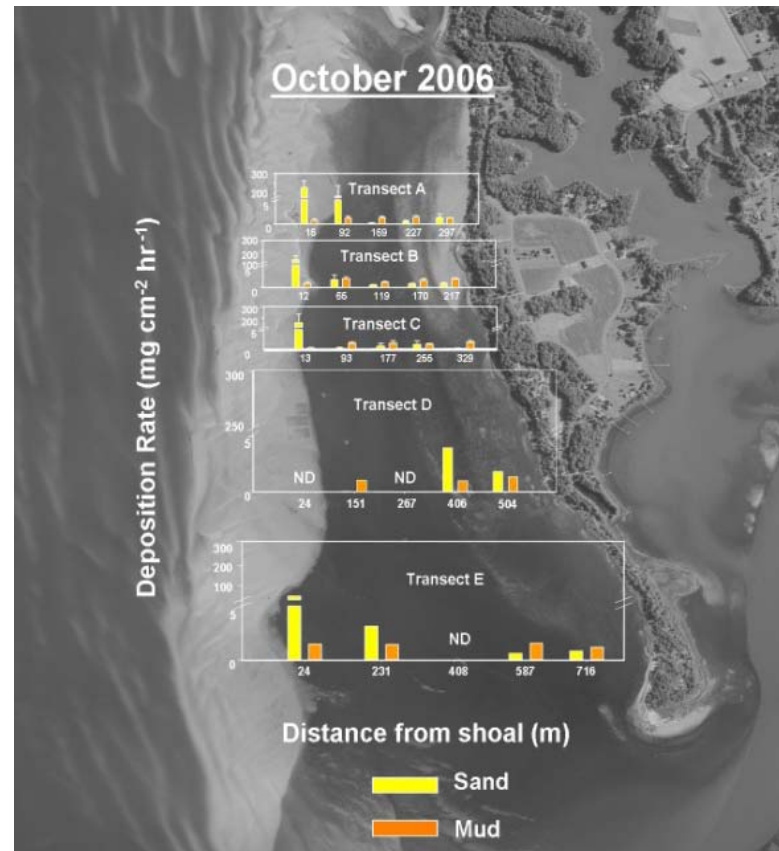 October 2006
Deposition Rate (mg cm-2 hr-1)
Transect A
300
200
5
0
16 92 169 227 297
Transect B
300
200
100
5
0
12 66 119 170 217
Transect C
300
200
5
0
13 93 177 255 329
Transect D
300
250
5
0
ND ND
24 151 267 406 504
Transect E
300
200
100
5
0
ND
24 231 408 587 716
Distance from shoal (m)
Sand
Mud